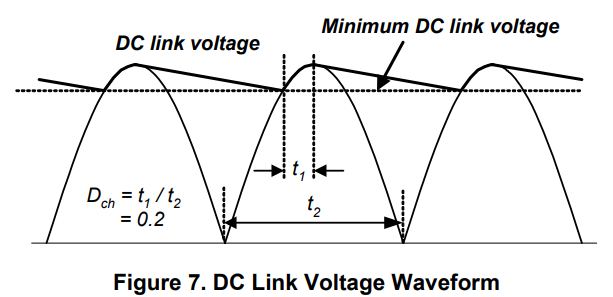 Minimum DC link voltage
DC link voltage
t1
t2
Dch = t1 / t2
= 0.2
Figure 7. DC Link Voltage Waveform